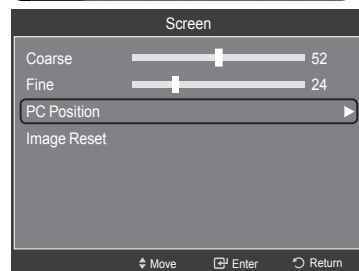 Screen
Coarse 52
Fine 24
PC Position
Image Reset
Move Enter Return